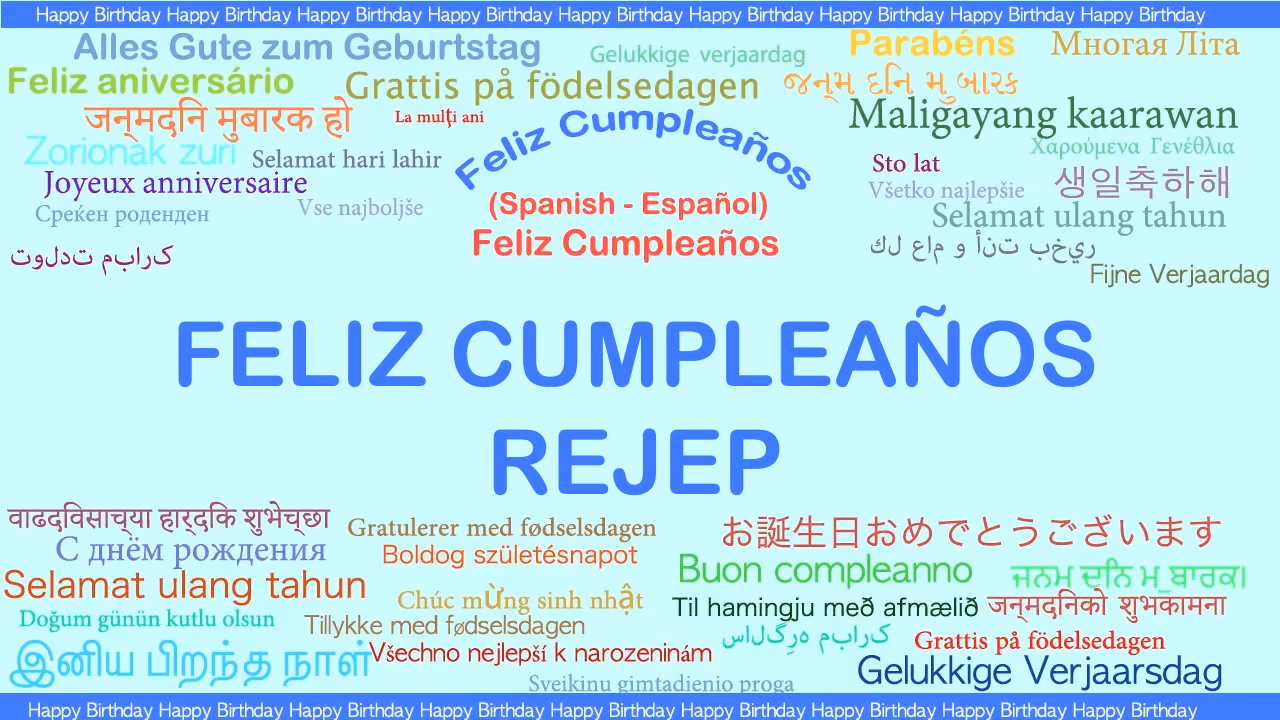 Happy Birthday Happy Birthday Happy Birthday Happy Birthday Happy Birthday Happy Birthday Happy Birthday Happy Birthday Happy Birthday
Alles Gute zum Geburtstag
Gelukkige verjaardag
Parabéns
Многая Літа
Feliz aniversário
Grattis på födelsedagen
જન્મ દિન મુબારક
जन्मदिन मुबारक हो
La mulţi ani
Feliz Cumpleaños
Maligayang kaarawan
Zorionak zuri
Selamat hari lahir
Χαρούμενα Γενέθλια
Sto lat
Joyeux anniversaire
Všetko najlepšie
생일축하해
(Spanish - Español)
Среќен роденден
Vse najboljše
Selamat ulang tahun
Feliz Cumpleaños
تولدت مبارک
كل عام و أنت بخير
Fijne Verjaardag
FELIZ CUMPLEAÑOS
REJEP
वाढदिवसाच्या हार्दिक शुभेच्छा
Gratulerer med fødselsdagen
お誕生日おめでとうございます
С днём рождения
Boldog születésnapot
Buon compleanno
ਜਨਮ ਦਿਨ ਮੁਬਾਰਕ।
Selamat ulang tahun
Chúc mừng sinh nhật
Til hamingju með afmælið
जन्मदिनको शुभकामना
Doğum günün kutlu olsun
Tillykke med fødselsdagen
سالگرہ مبارک
Grattis på födelsedagen
இனிய பிறந்த நாள்
Všechno nejlepší k narozeninám
Gelukkige Verjaarsdag
Sveikinu gimtadienio proga
Happy Birthday Happy Birthday Happy Birthday Happy Birthday Happy Birthday Happy Birthday Happy Birthday Happy Birthday Happy Birthday